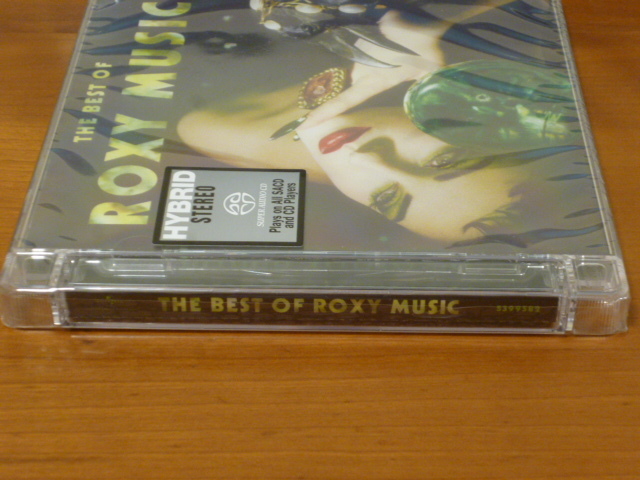 THE BEST OF
ROXY MUSIC
HYBRID
STEREO
SUPER AUDIO CD
Plays on All SACD
and CD Players
THE BEST OF ROXY MUSIC